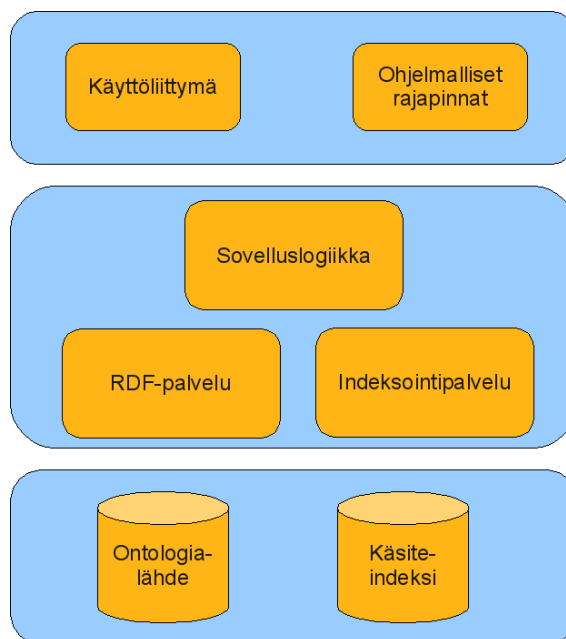 Käyttöliittymä
Ohjelmalliset
rajapinnat
Sovelluslogiikka
RDF-palvelu
Indeksointipalvelu
Ontologia-
lähde
Käsite-
indeksi